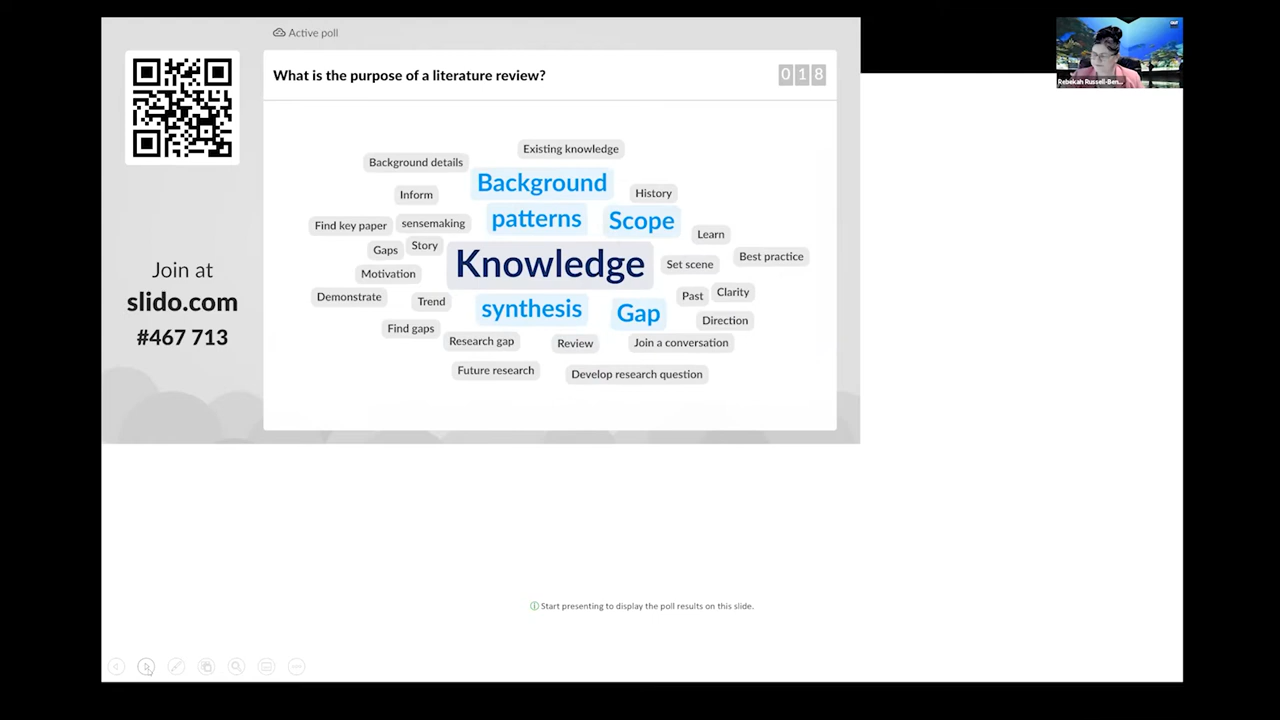 Active poll
What is the purpose of a literature review?
018
Join at
slido.com
#467 713
Existing knowledge
Background details
Background
Inform
History
patterns
Scope
Find key paper
sensemaking
Learn
Gaps
Story
Knowledge
Set scene
Best practice
Motivation
Demonstrate
Trend
Past
Clarity
synthesis
Gap
Direction
Find gaps
Research gap
Review
Join a conversation
Future research
Develop research question
Start presenting to display the poll results on this slide.
Rebekah Russell-Ben...